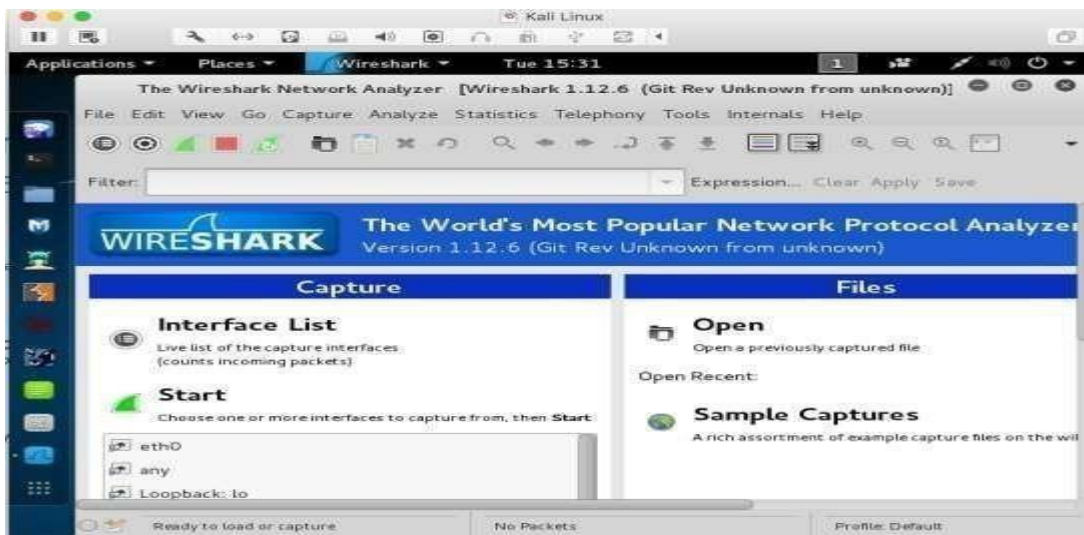 Kali Linux
Applications Places Wireshark Tue 15:31 1
The Wireshark Network Analyzer [Wireshark 1.12.6 (Git Rev Unknown from unknown)]
File Edit View Go Capture Analyze Statistics Telephony Tools Internals Help
Filter: Expression... Clear Apply Save
WIRESHARK
The World's Most Popular Network Protocol Analyzer
Version 1.12.6 (Git Rev Unknown from unknown)
Capture
Interface List
Live list of the capture interfaces
(counts incoming packets)
Start
Choose one or more interfaces to capture from, then Start
eth0
any
Loopback: lo
Files
Open
Open a previously captured file
Open Recent:
Sample Captures
A rich assortment of example capture files on the wi
Ready to load or capture No Packets Profile: Default